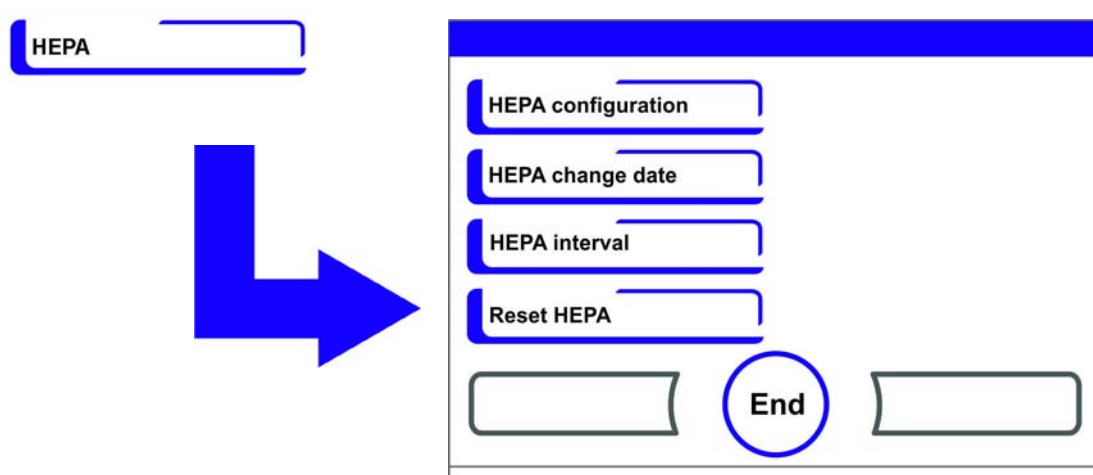 HEPA
HEPA configuration
HEPA change date
HEPA interval
Reset HEPA
End